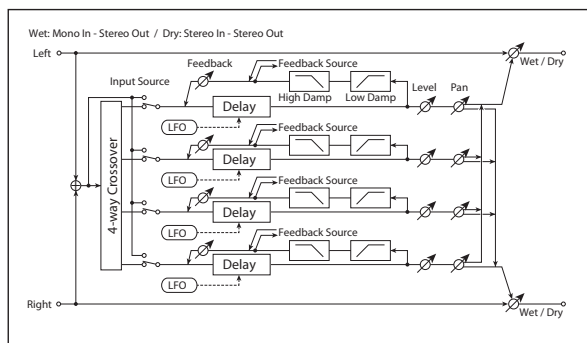 Wet: Mono In - Stereo Out / Dry: Stereo In - Stereo Out
Left
Wet / Dry
Feedback
Feedback Source
Input Source
High Damp
Low Damp
Level
Pan
Delay
LFO
Feedback Source
Delay
LFO
4-way Crossover
Feedback Source
Delay
LFO
Feedback Source
Delay
LFO
Right
Wet / Dry